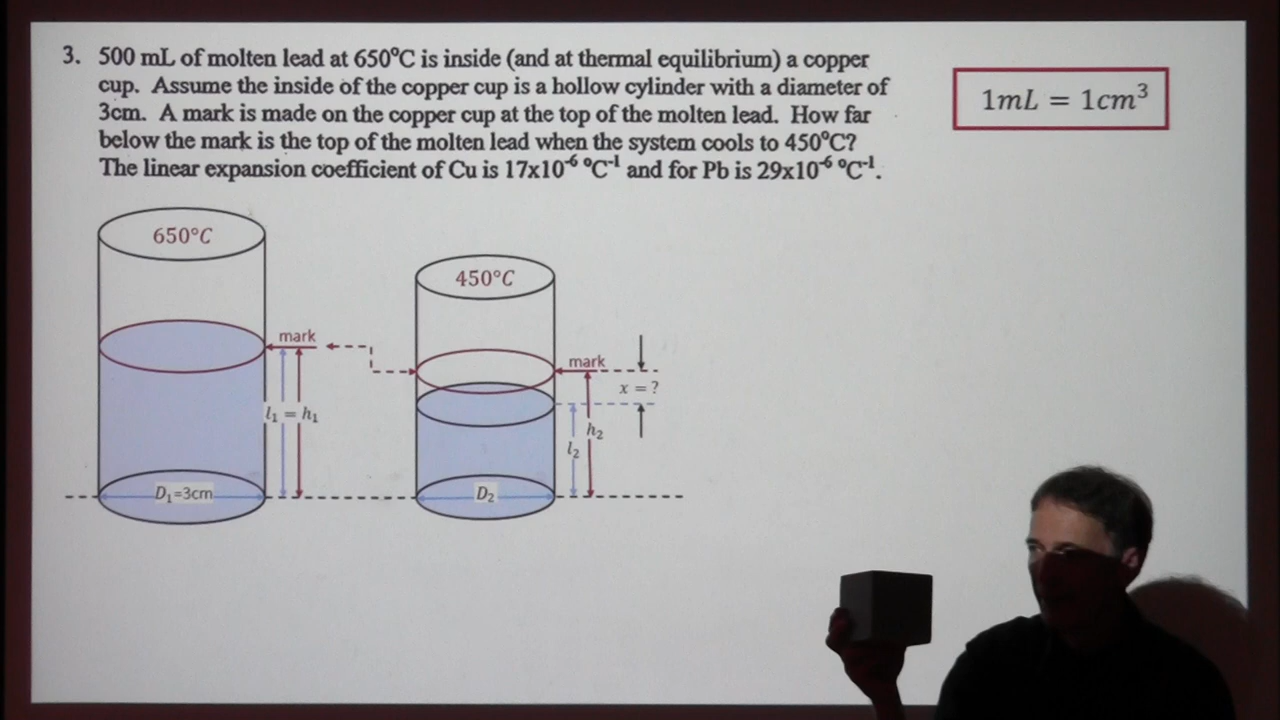 3. 500 mL of molten lead at 650⁰C is inside (and at thermal equilibrium) a copper
cup. Assume the inside of the copper cup is a hollow cylinder with a diameter of
3cm. A mark is made on the copper cup at the top of the molten lead. How far
below the mark is the top of the molten lead when the system cools to 450⁰C?
The linear expansion coefficient of Cu is 17x10⁻⁶ ⁰C⁻¹ and for Pb is 29x10⁻⁶ ⁰C⁻¹.
1mL = 1cm³
650°C
450°C
mark
mark
x = ?
l₁ = h₁
h₂
l₂
D₁=3cm
D₂